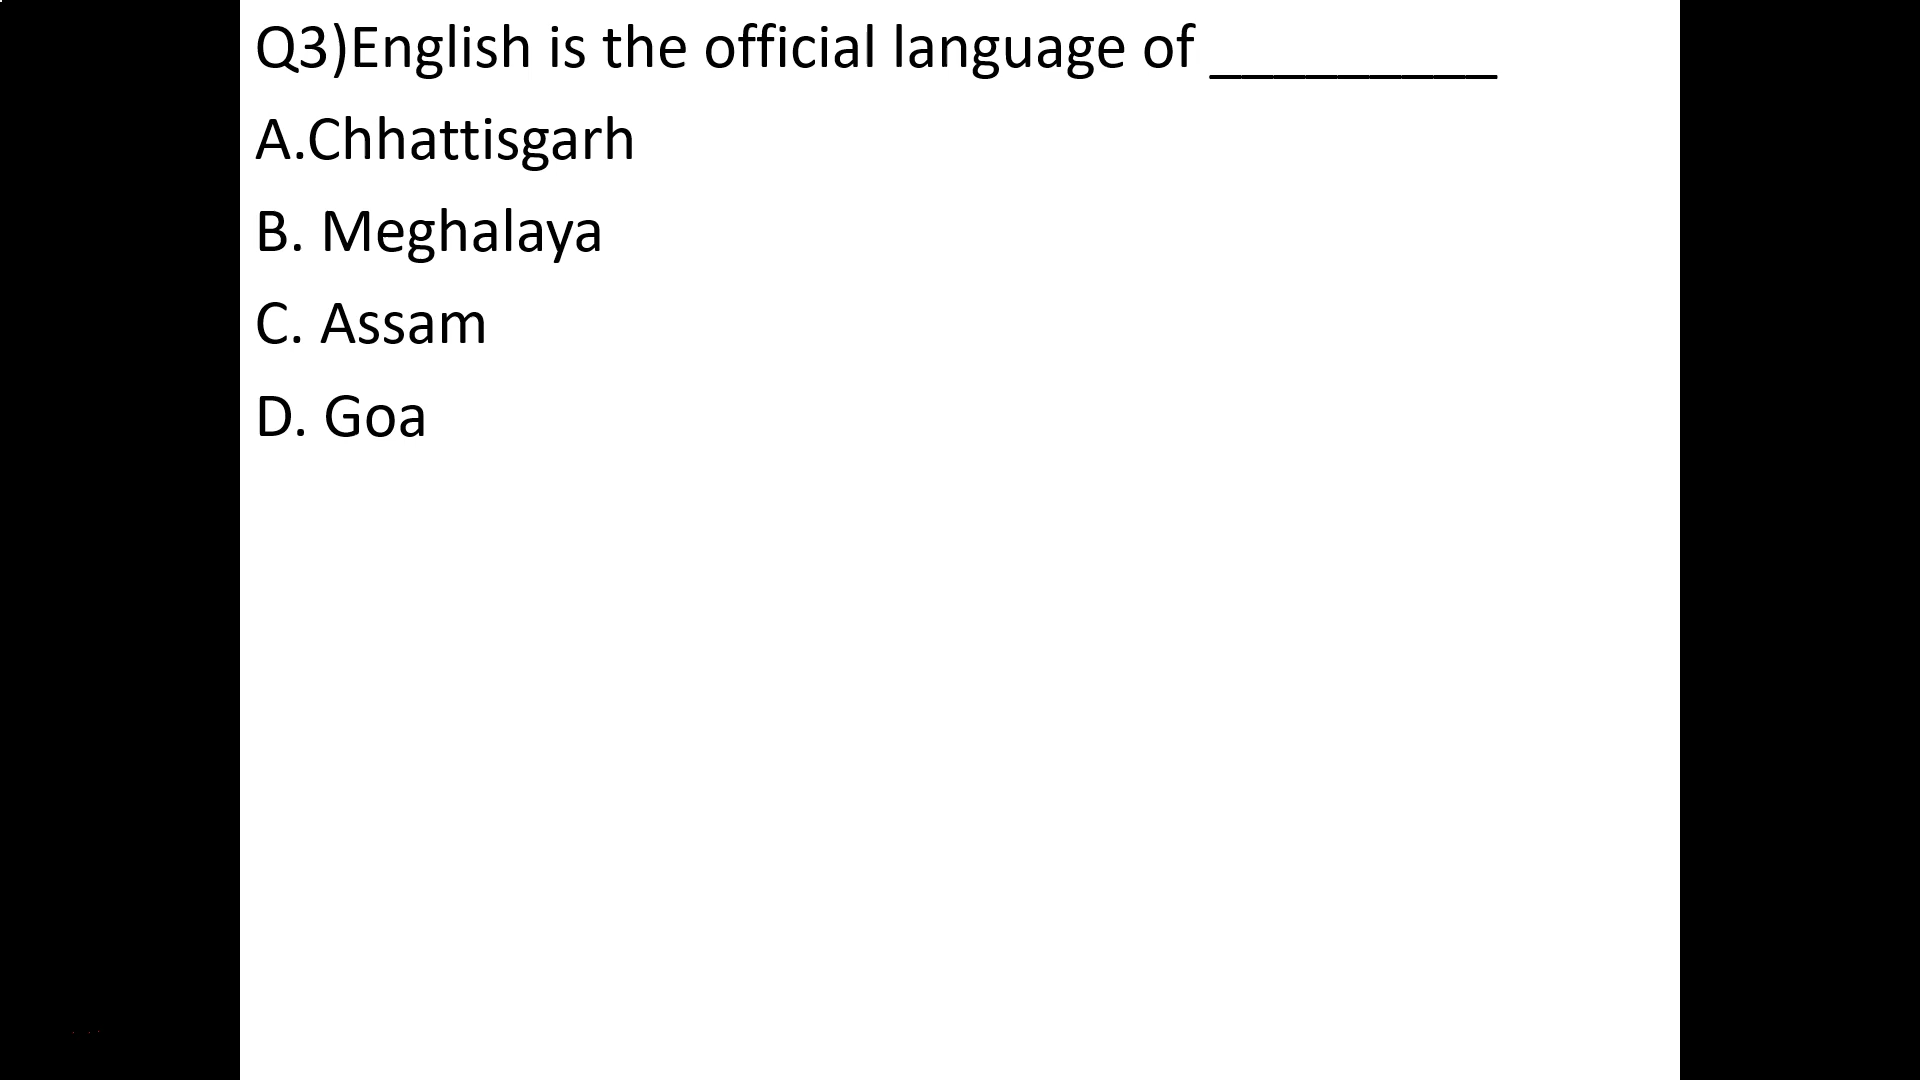 Q3)English is the official language of _________
A.Chhattisgarh
B. Meghalaya
C. Assam
D. Goa